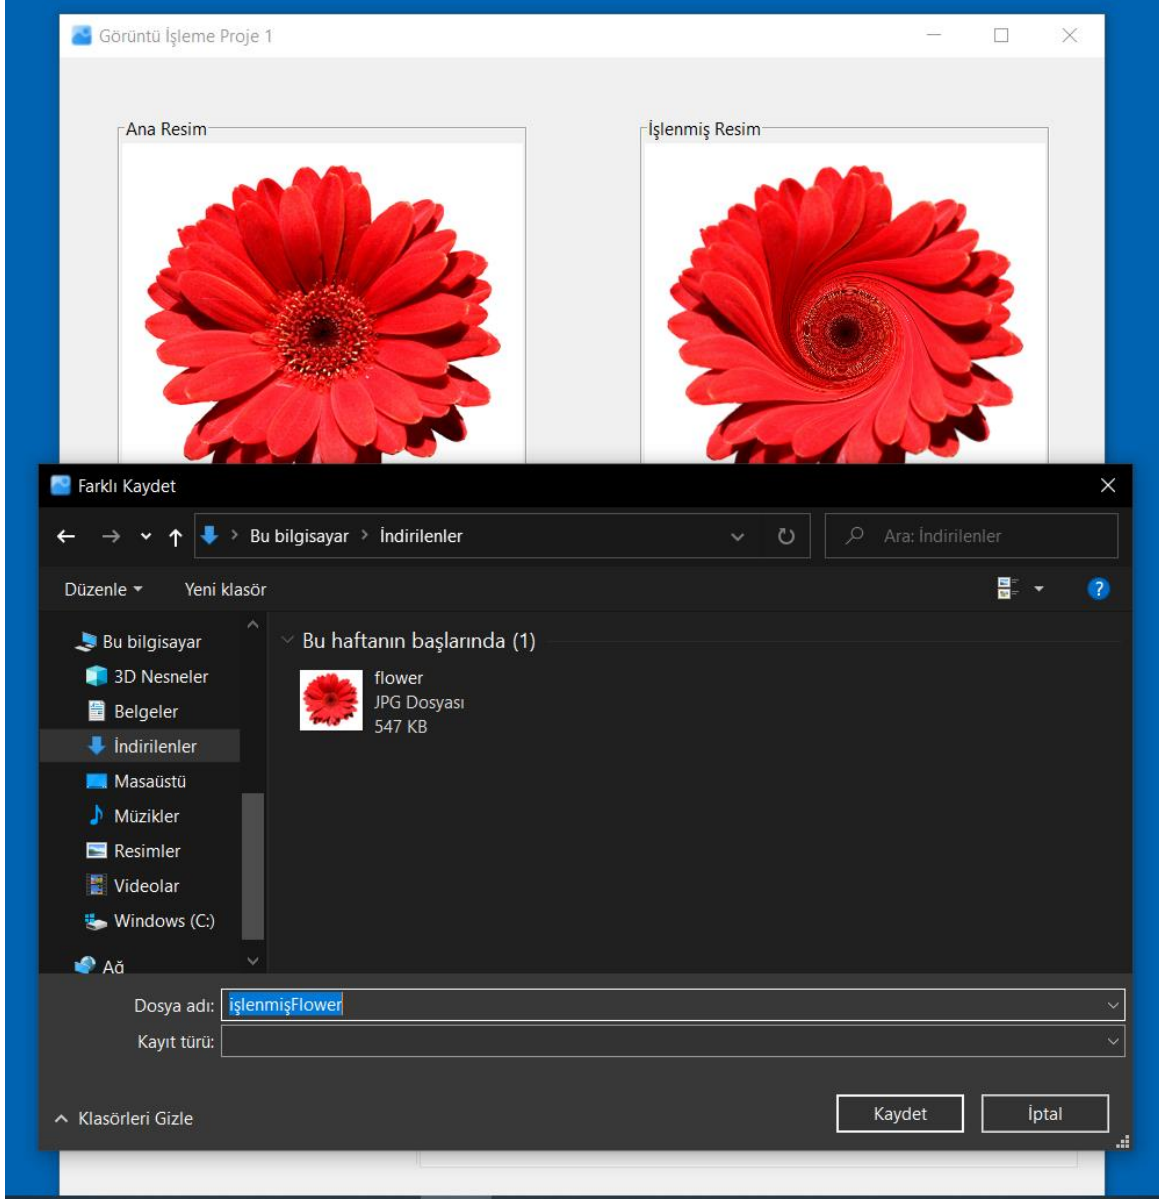 Görüntü İşleme Proje 1
Ana Resim
İşlenmiş Resim
Farklı Kaydet
Bu bilgisayar > İndirilenler
Ara: İndirilenler
Düzenle
Yeni klasör
Bu bilgisayar
3D Nesneler
Belgeler
İndirilenler
Masaüstü
Müzikler
Resimler
Videolar
Windows (C:)
Ağ
Bu haftanın başlarında (1)
flower
JPG Dosyası
547 KB
Dosya adı: işlenmişFlower
Kayıt türü:
Klasörleri Gizle
Kaydet
İptal